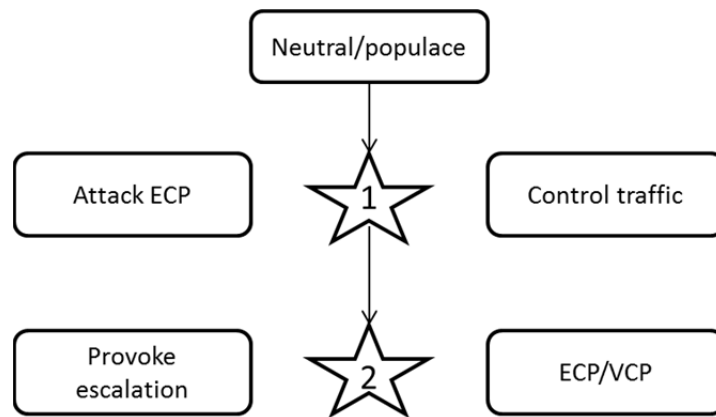 Neutral/populace
Attack ECP
1
Control traffic
Provoke
escalation
2
ECP/VCP